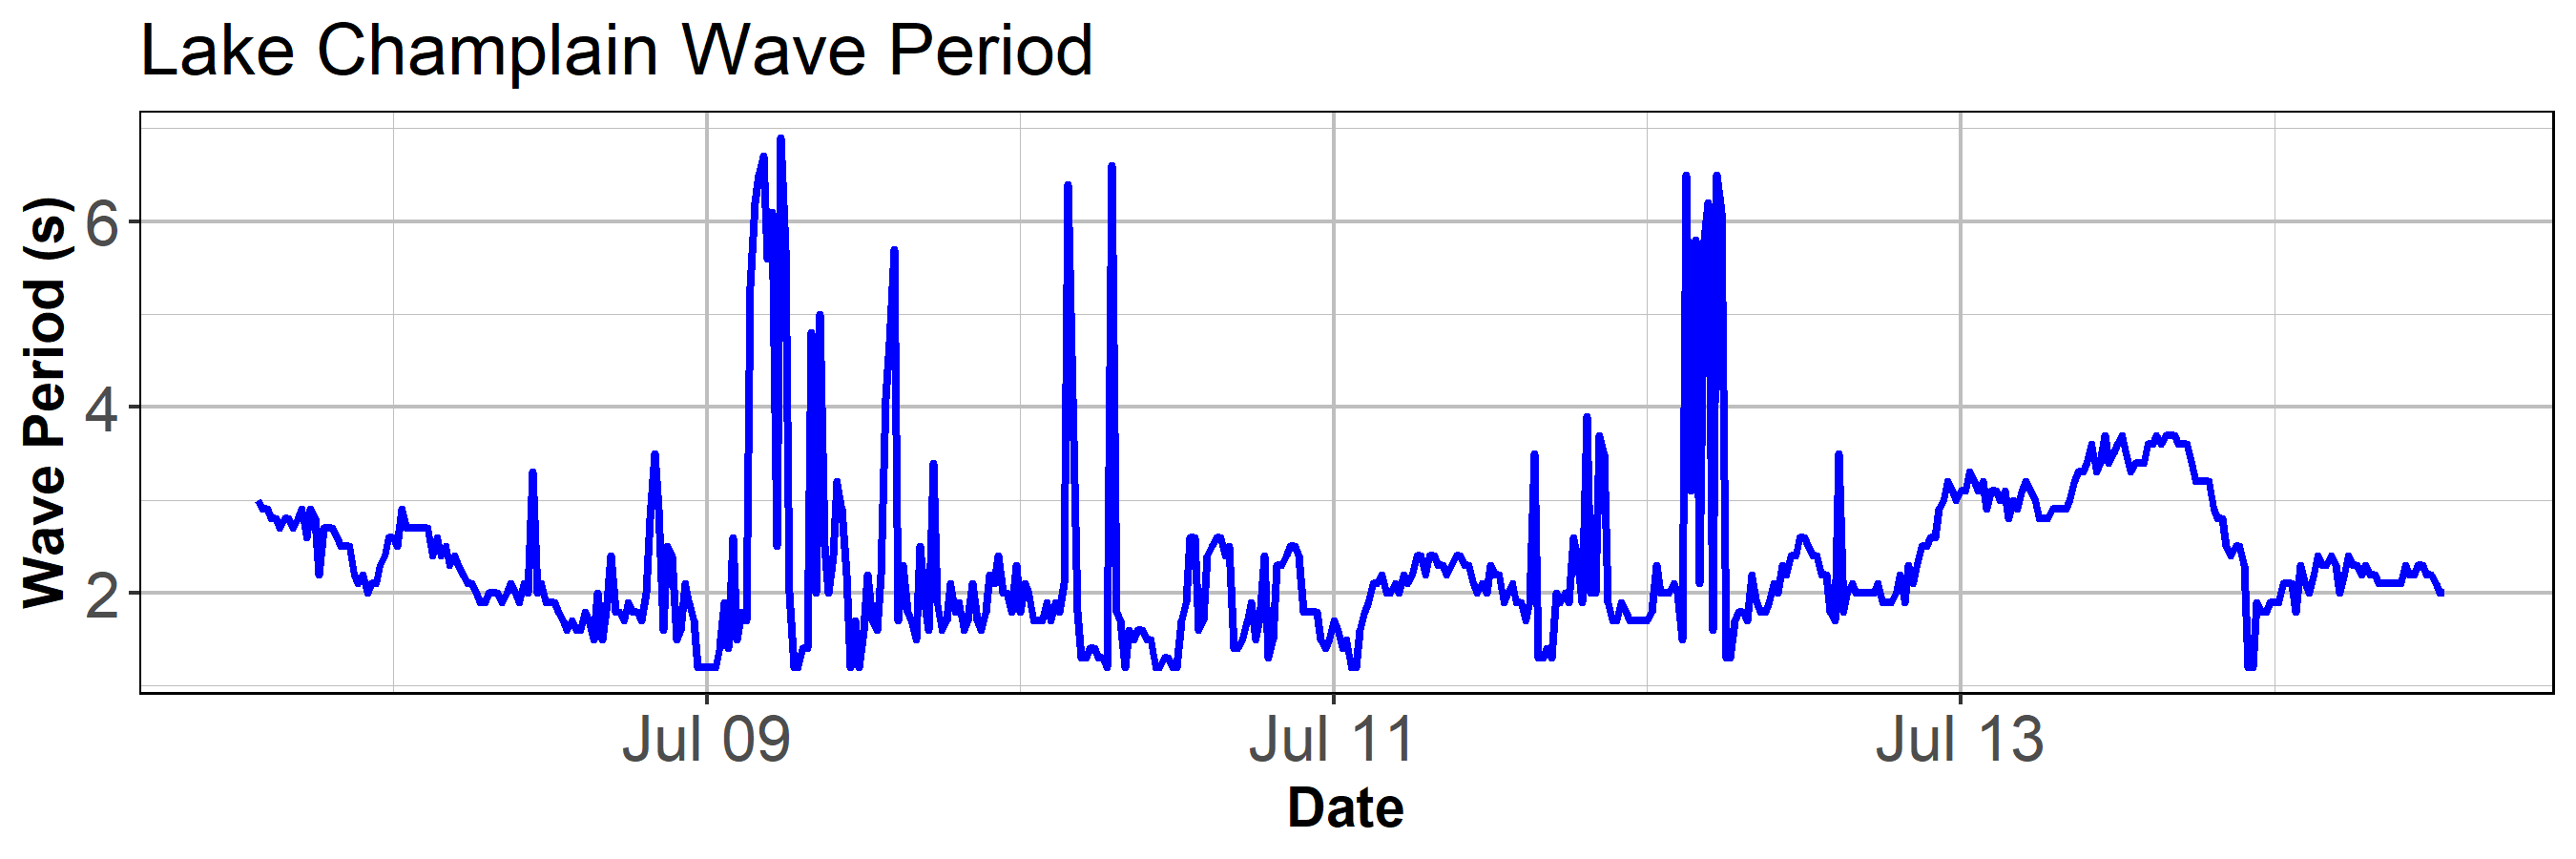 Lake Champlain Wave Period
Wave Period (s)
6
4
2
Jul 09
Jul 11
Jul 13
Date